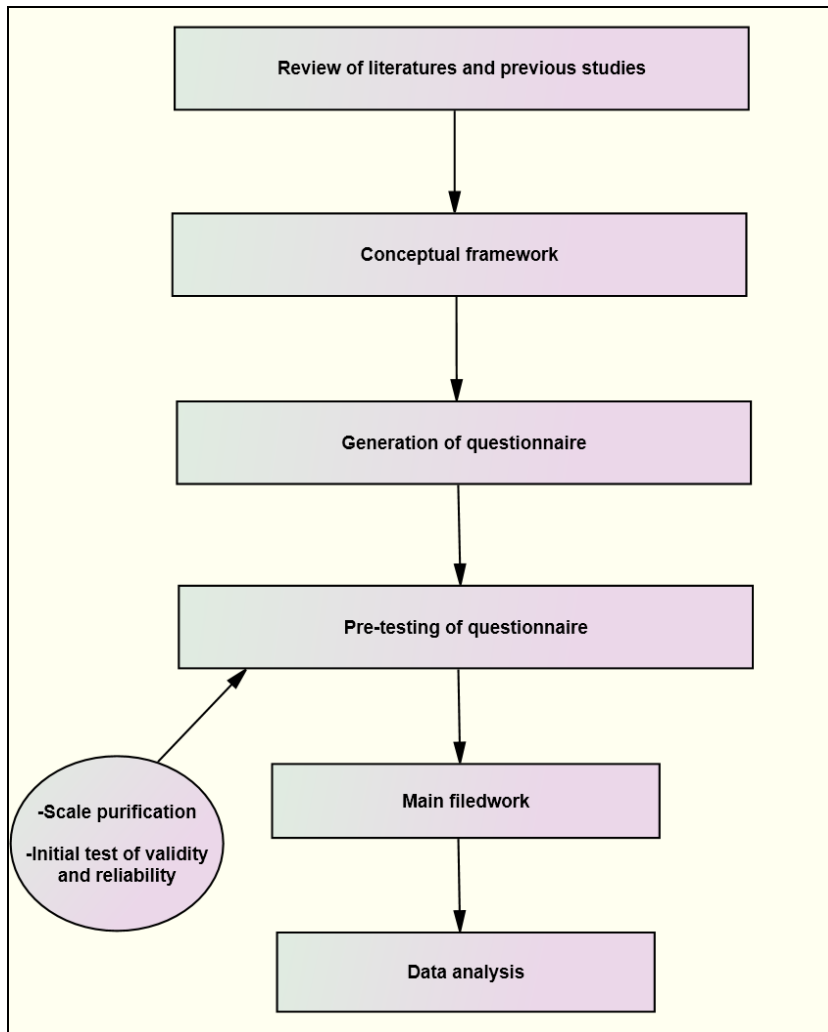 Review of literatures and previous studies
Conceptual framework
Generation of questionnaire
Pre-testing of questionnaire
-Scale purification
-Initial test of validity
and reliability
Main filedwork
Data analysis